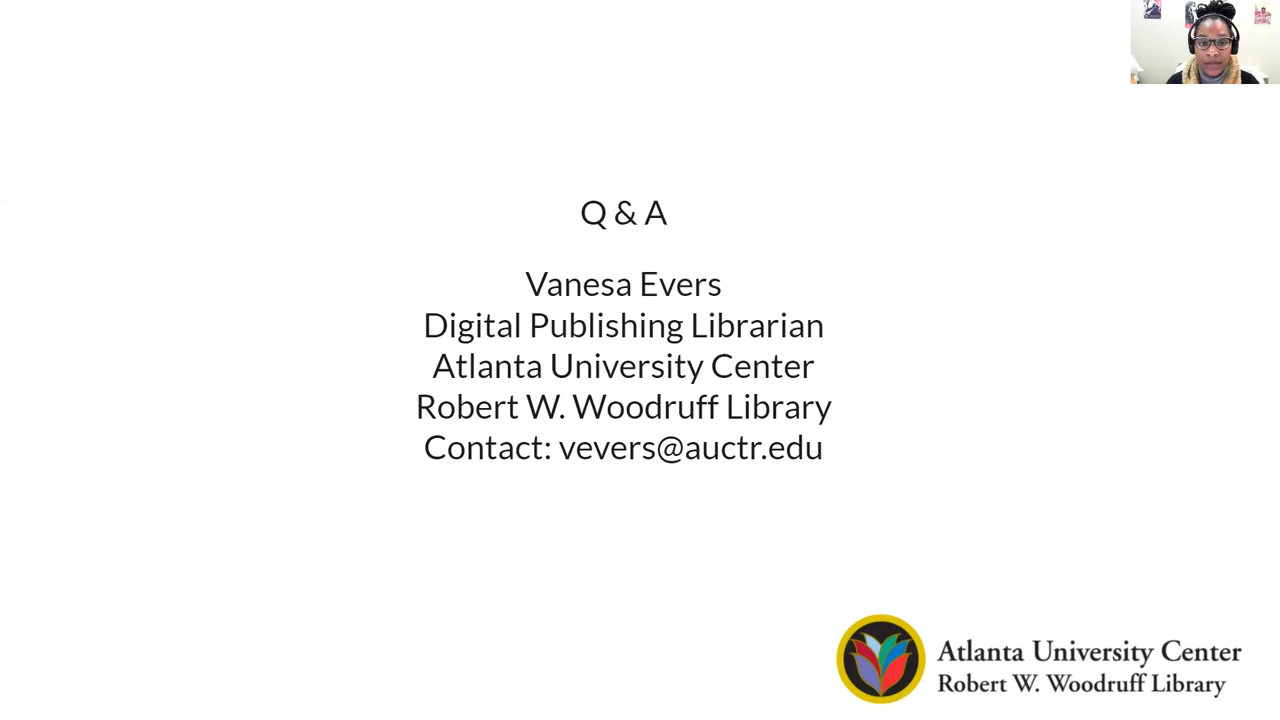 Q & A
Vanesa Evers
Digital Publishing Librarian
Atlanta University Center
Robert W. Woodruff Library
Contact: vevers@auctr.edu
Atlanta University Center
Robert W. Woodruff Library